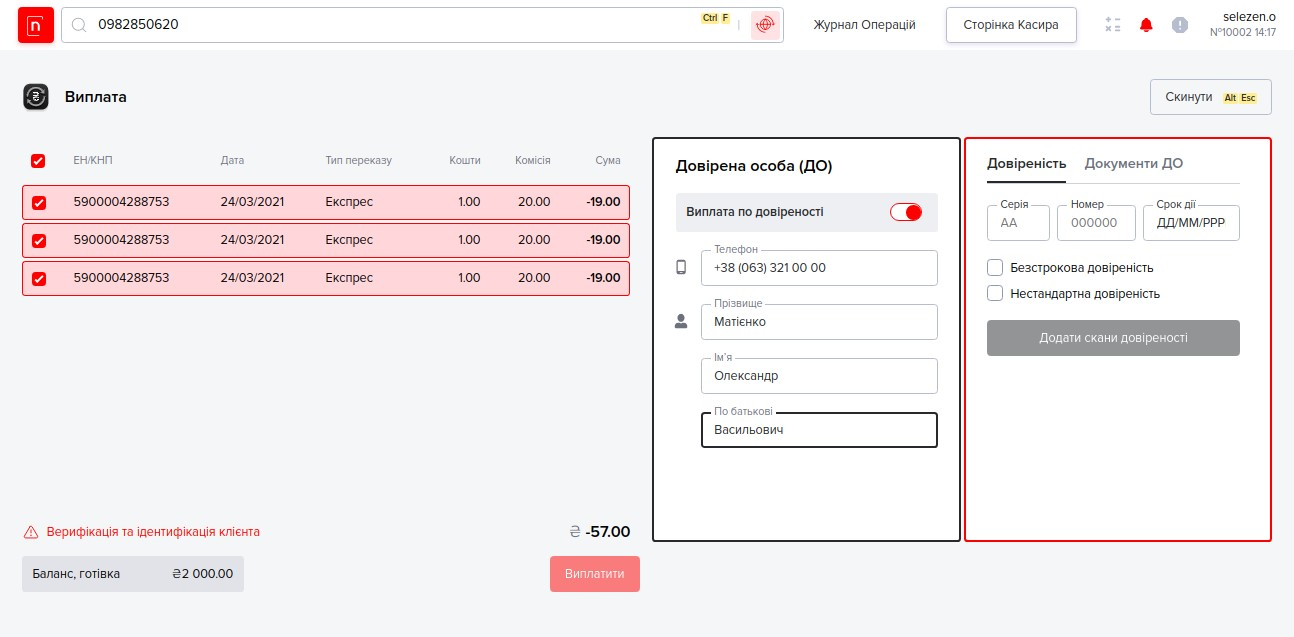 n
0982850620
Ctrl F
Журнал Операцій
Сторінка Касира
selezen.o
№10002 14:17
Виплата
Скинути Alt Esc
ЕН/КНП Дата Тип переказу Кошти Комісія Сума
5900004288753 24/03/2021 Експрес 1.00 20.00 -19.00
5900004288753 24/03/2021 Експрес 1.00 20.00 -19.00
5900004288753 24/03/2021 Експрес 1.00 20.00 -19.00
Верифікація та ідентифікація клієнта
₴ -57.00
Баланс, готівка ₴2 000.00
Виплатити
Довірена особа (ДО)
Виплата по довіреності
Телефон
+38 (063) 321 00 00
Прізвище
Матієнко
Ім'я
Олександр
По батькові
Васильович
Довіреність Документи ДО
Серія Номер Срок дії
АА 000000 ДД/ММ/РРР
Безстрокова довіреність
Нестандартна довіреність
Додати скани довіреності